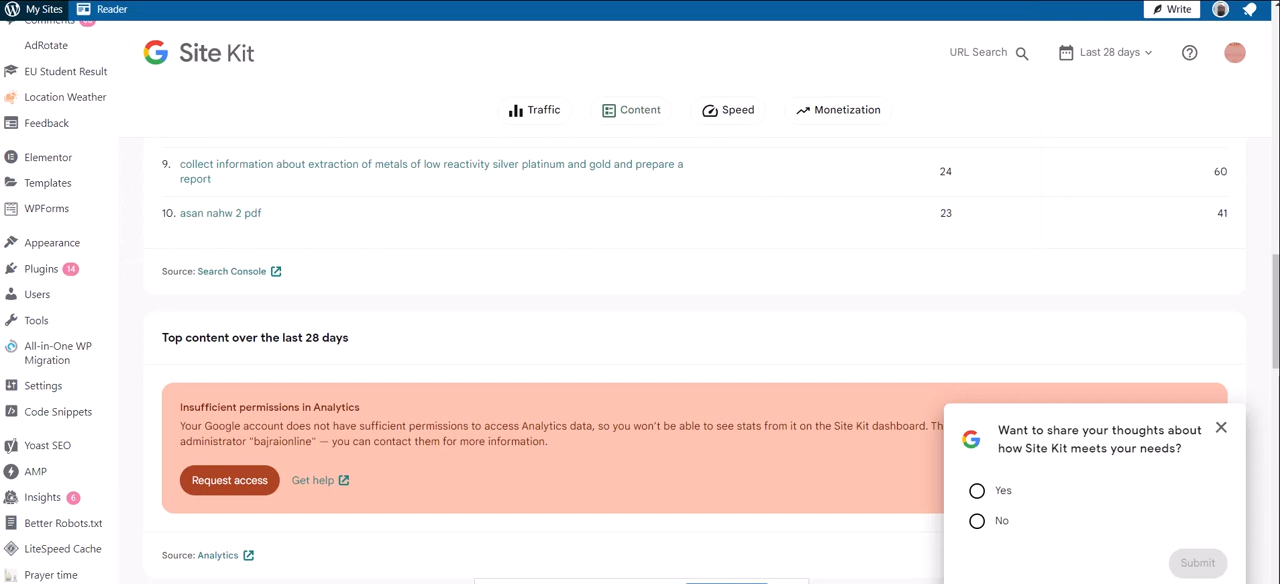 My Sites
Reader
Write
Comments
AdRotate
EU Student Result
Location Weather
Feedback
Elementor
Templates
WPForms
Appearance
Plugins 14
Users
Tools
All-in-One WP
Migration
Settings
Code Snippets
Yoast SEO
AMP
Insights 6
Better Robots.txt
LiteSpeed Cache
Prayer time
Site Kit
URL Search
Last 28 days
Traffic
Content
Speed
Monetization
9. collect information about extraction of metals of low reactivity silver platinum and gold and prepare a
report
24
60
10. asan nahw 2 pdf
23
41
Source: Search Console
Top content over the last 28 days
Insufficient permissions in Analytics
Your Google account does not have sufficient permissions to access Analytics data, so you won't be able to see stats from it on the Site Kit dashboard. Th
administrator "bajraionline" — you can contact them for more information.
Request access
Get help
Source: Analytics
Want to share your thoughts about
how Site Kit meets your needs?
Yes
No
Submit